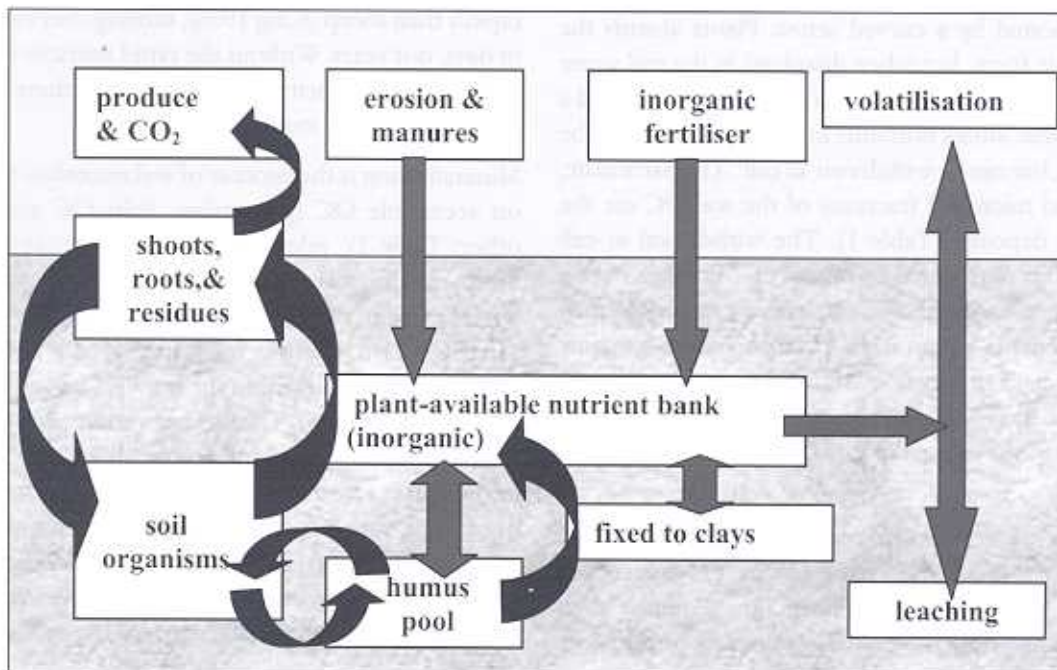 produce
& CO₂
erosion &
manures
inorganic
fertiliser
volatilisation
shoots,
roots,&
residues
plant-available nutrient bank
(inorganic)
soil
organisms
fixed to clays
humus
pool
leaching